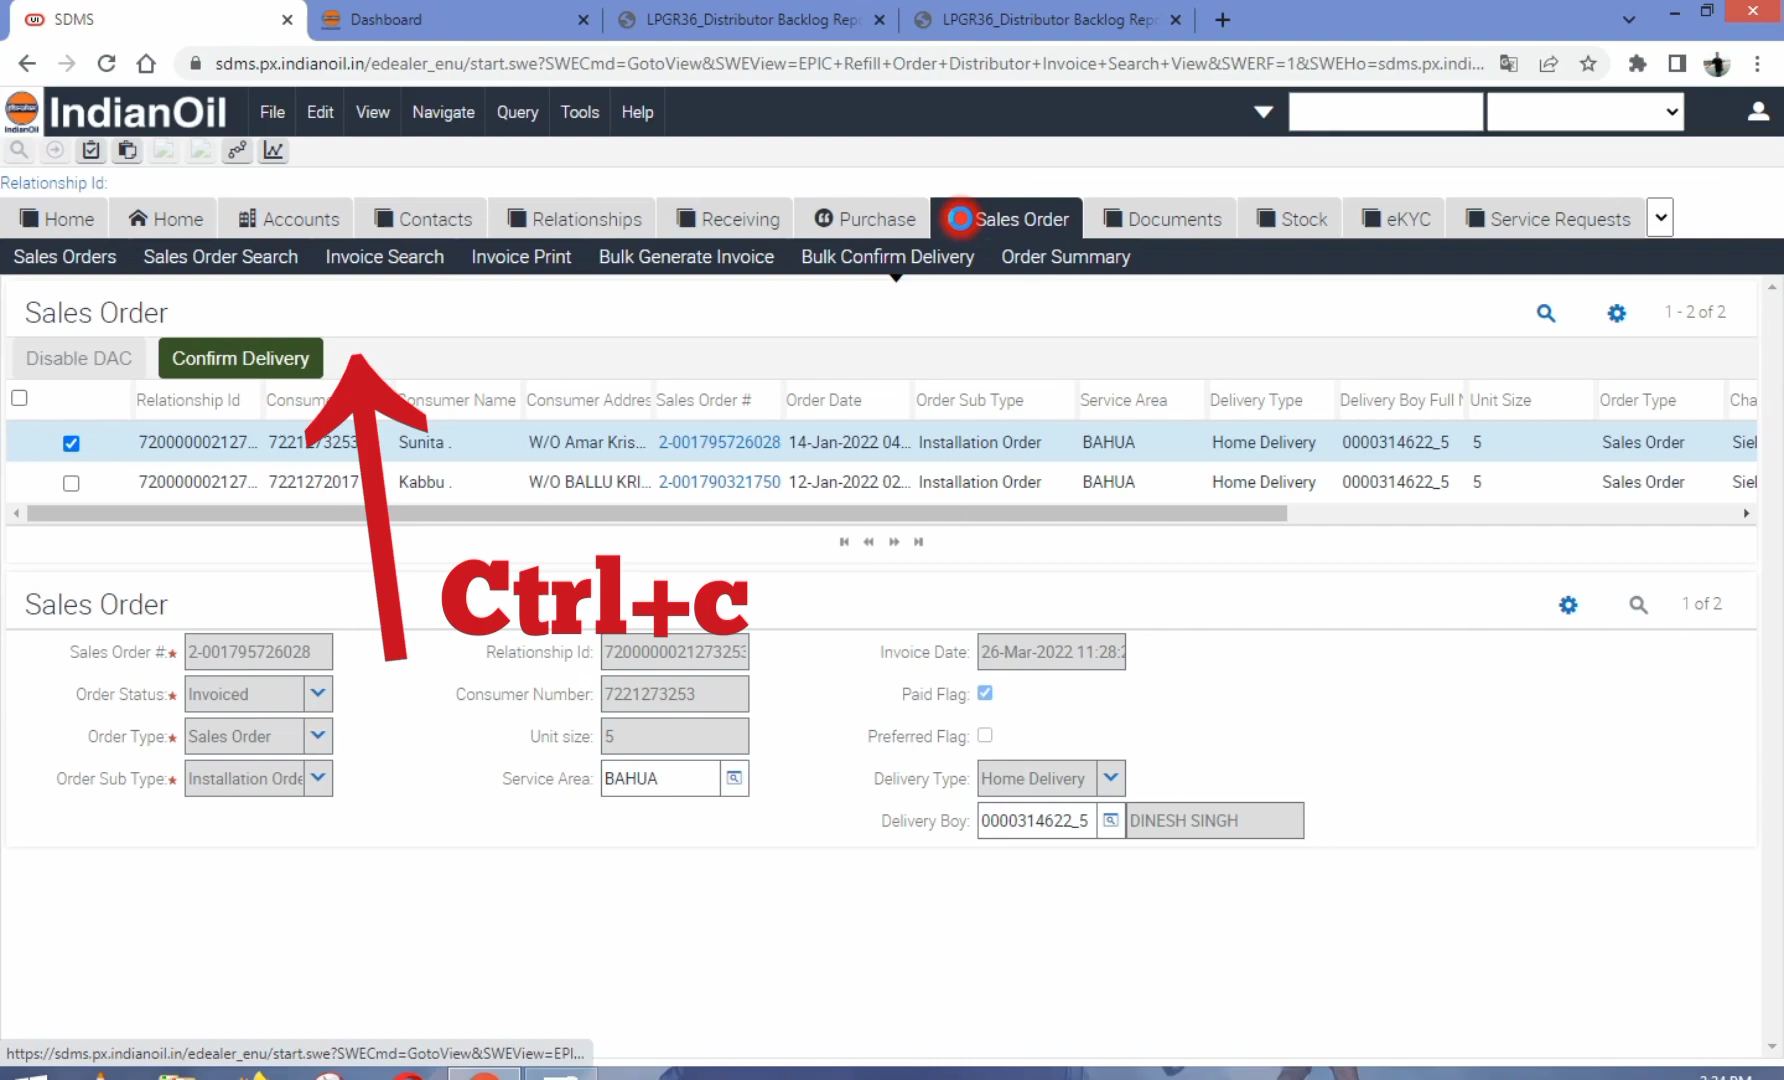 SDMS
Dashboard
LPGR36_Distributor Backlog Repo
LPGR36_Distributor Backlog Repo
sdms.px.indianoil.in/edealer_enu/start.swe?SWECmd=GotoView&SWEView=EPIC+Refill+Order+Distributor+Invoice+Search+View&SWERF=1&SWEHo=sdms.px.indi...
IndianOil
IndianOil File Edit View Navigate Query Tools Help
Relationship Id:
Home Home Accounts Contacts Relationships Receiving Purchase Sales Order Documents Stock eKYC Service Requests
Sales Orders Sales Order Search Invoice Search Invoice Print Bulk Generate Invoice Bulk Confirm Delivery Order Summary
Sales Order 1 - 2 of 2
Disable DAC Confirm Delivery
Relationship Id Consume Consumer Name Consumer Addres Sales Order # Order Date Order Sub Type Service Area Delivery Type Delivery Boy Full N Unit Size Order Type Cha
720000002127... 7221273253 Sunita . W/O Amar Kris... 2-001795726028 14-Jan-2022 04... Installation Order BAHUA Home Delivery 0000314622_5 5 Sales Order Siel
720000002127... 7221272017 Kabbu . W/O BALLU KRI... 2-001790321750 12-Jan-2022 02... Installation Order BAHUA Home Delivery 0000314622_5 5 Sales Order Siel
Ctrl+c
Sales Order 1 of 2
Sales Order #:* 2-001795726028 Relationship Id: 7200000021273253 Invoice Date: 26-Mar-2022 11:28:2
Order Status:* Invoiced Consumer Number: 7221273253 Paid Flag:
Order Type:* Sales Order Unit size: 5 Preferred Flag:
Order Sub Type:* Installation Orde Service Area: BAHUA Delivery Type: Home Delivery
Delivery Boy: 0000314622_5 DINESH SINGH
https://sdms.px.indianoil.in/edealer_enu/start.swe?SWECmd=GotoView&SWEView=EPI...